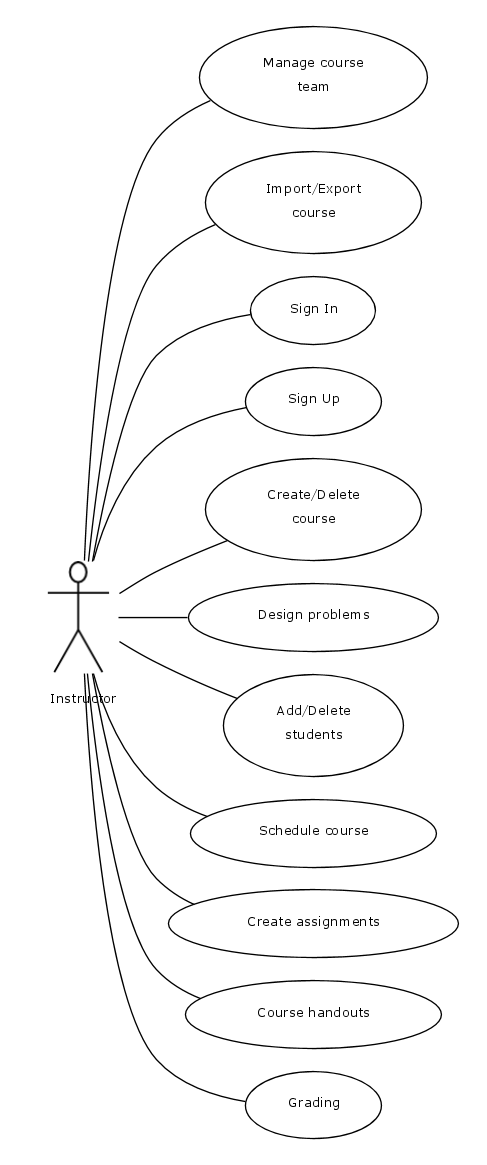 Manage course
team
Import/Export
course
Sign In
Sign Up
Create/Delete
course
Design problems
Instructor
Add/Delete
students
Schedule course
Create assignments
Course handouts
Grading